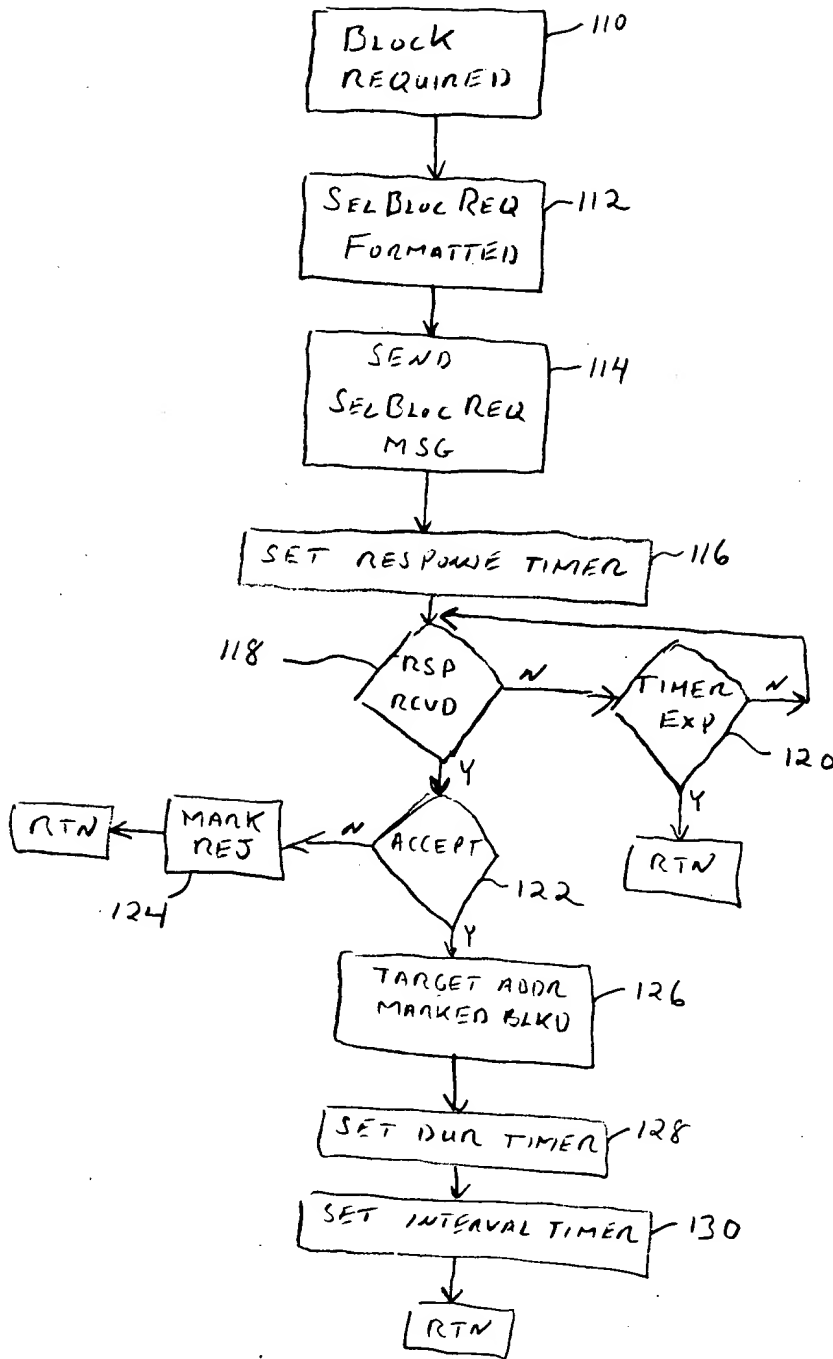 BLOCK
REQUIRED
110
SELBLOCREQ
FORMATTED
112
SEND
SELBLOCREQ
MSG
114
SET RESPONSE TIMER
116
118
RSP
RCVD
N
TIMER
EXP
N
120
Y
Y
RTN
MARK
REJ
N
ACCEPT
RTN
124
122
Y
TARGET ADDR
MARKED BLKD
126
SET DUR TIMER
128
SET INTERVAL TIMER
130
RTN